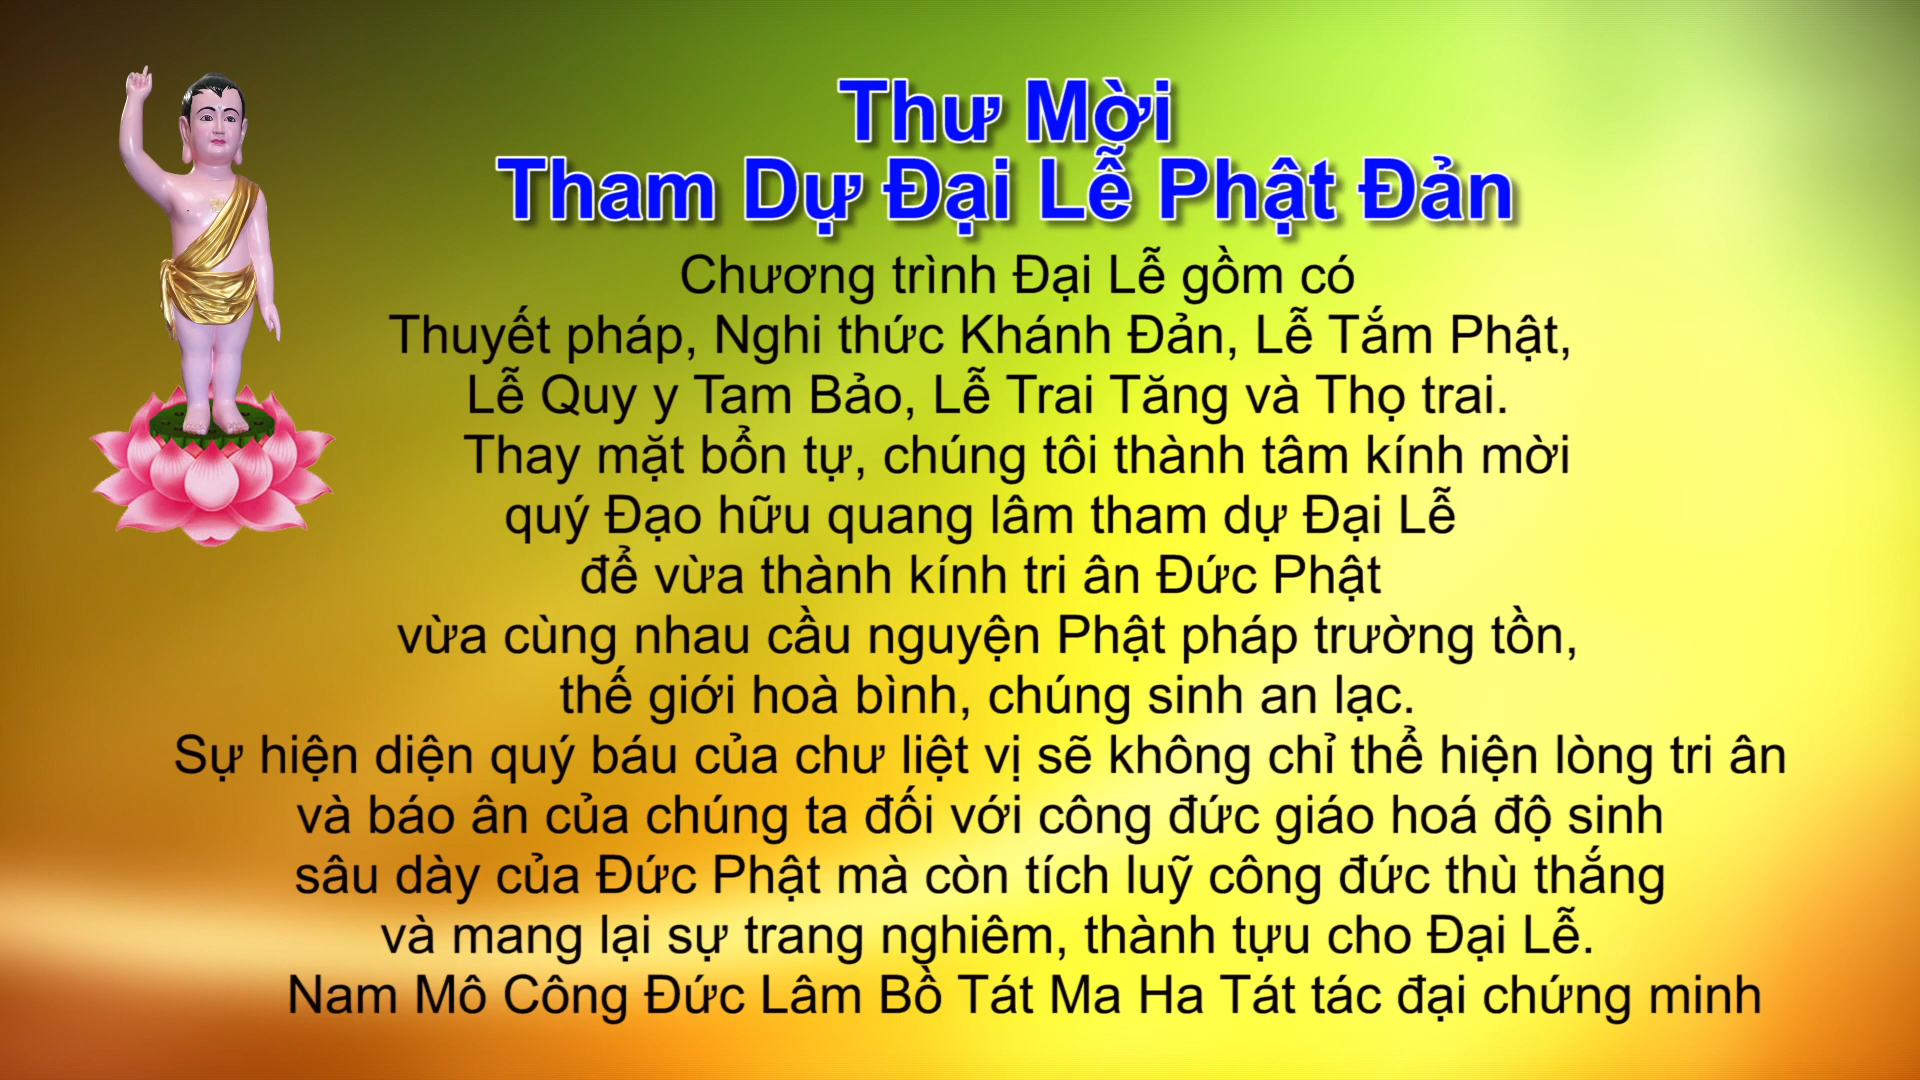 Thư Mời
Tham Dự Đại Lễ Phật Đản
Chương trình Đại Lễ gồm có
Thuyết pháp, Nghi thức Khánh Đản, Lễ Tắm Phật,
Lễ Quy y Tam Bảo, Lễ Trai Tăng và Thọ trai.
Thay mặt bổn tự, chúng tôi thành tâm kính mời
quý Đạo hữu quang lâm tham dự Đại Lễ
để vừa thành kính tri ân Đức Phật
vừa cùng nhau cầu nguyện Phật pháp trường tồn,
thế giới hoà bình, chúng sinh an lạc.
Sự hiện diện quý báu của chư liệt vị sẽ không chỉ thể hiện lòng tri ân
và báo ân của chúng ta đối với công đức giáo hoá độ sinh
sâu dày của Đức Phật mà còn tích luỹ công đức thù thắng
và mang lại sự trang nghiêm, thành tựu cho Đại Lễ.
Nam Mô Công Đức Lâm Bồ Tát Ma Ha Tát tác đại chứng minh